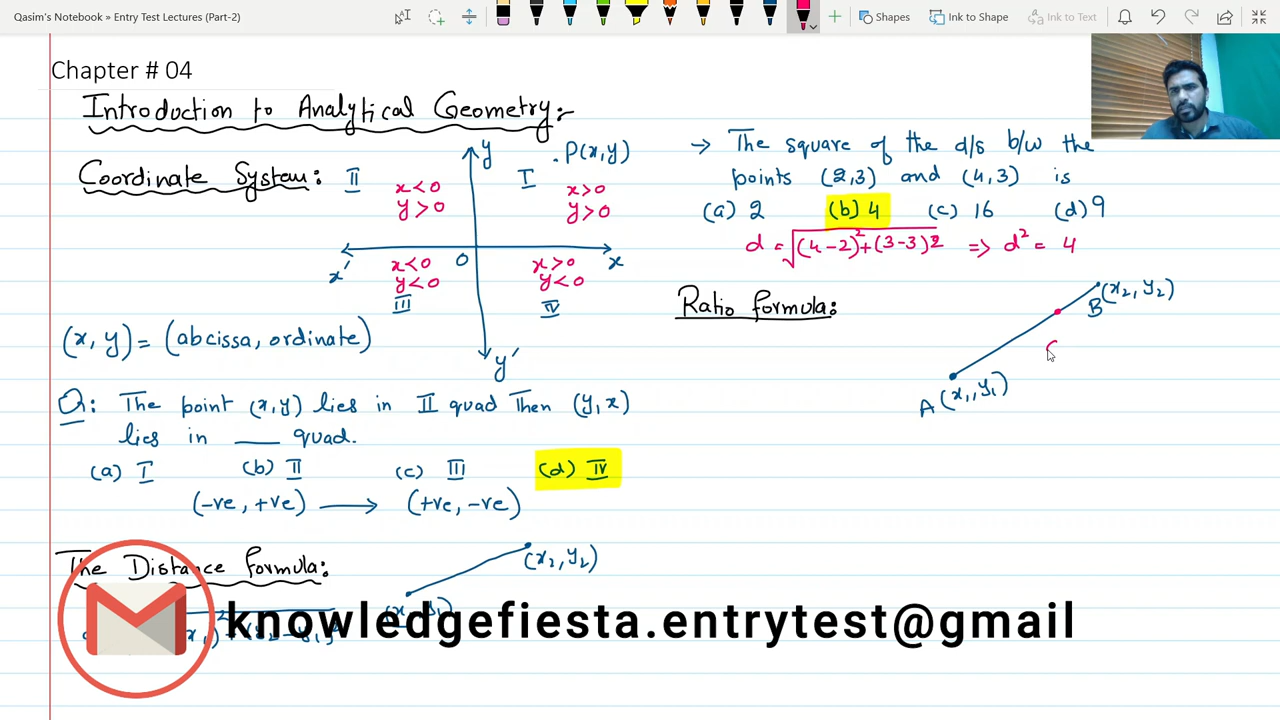 Qasim's Notebook » Entry Test Lectures (Part-2)
Shapes
Ink to Shape
Ink to Text
Chapter # 04
Introduction to Analytical Geometry:-
Coordinate System:
II
x<0
y>0
y
I
.P(x,y)
x>0
y>0
x'
O
x
x<0
y<0
III
x>0
y<0
IV
y'
(x, y) = (abcissa, ordinate)
Q: The point (x,y) lies in II quad Then (y,x)
lies in ___ quad.
(a) I (b) II (c) III (d) IV
(-ve, +ve) ⟶ (+ve, -ve)
The Distance formula:
(x₂, y₂)
→ The square of the d/s b/w the
points (2,3) and (4,3) is
(a) 2 (b) 4 (c) 16 (d) 9
d = √(4-2)²+(3-3)² => d² = 4
Ratio formula:
B(x₂, y₂)
A(x₁, y₁)
knowledgefiesta.entrytest@gmail